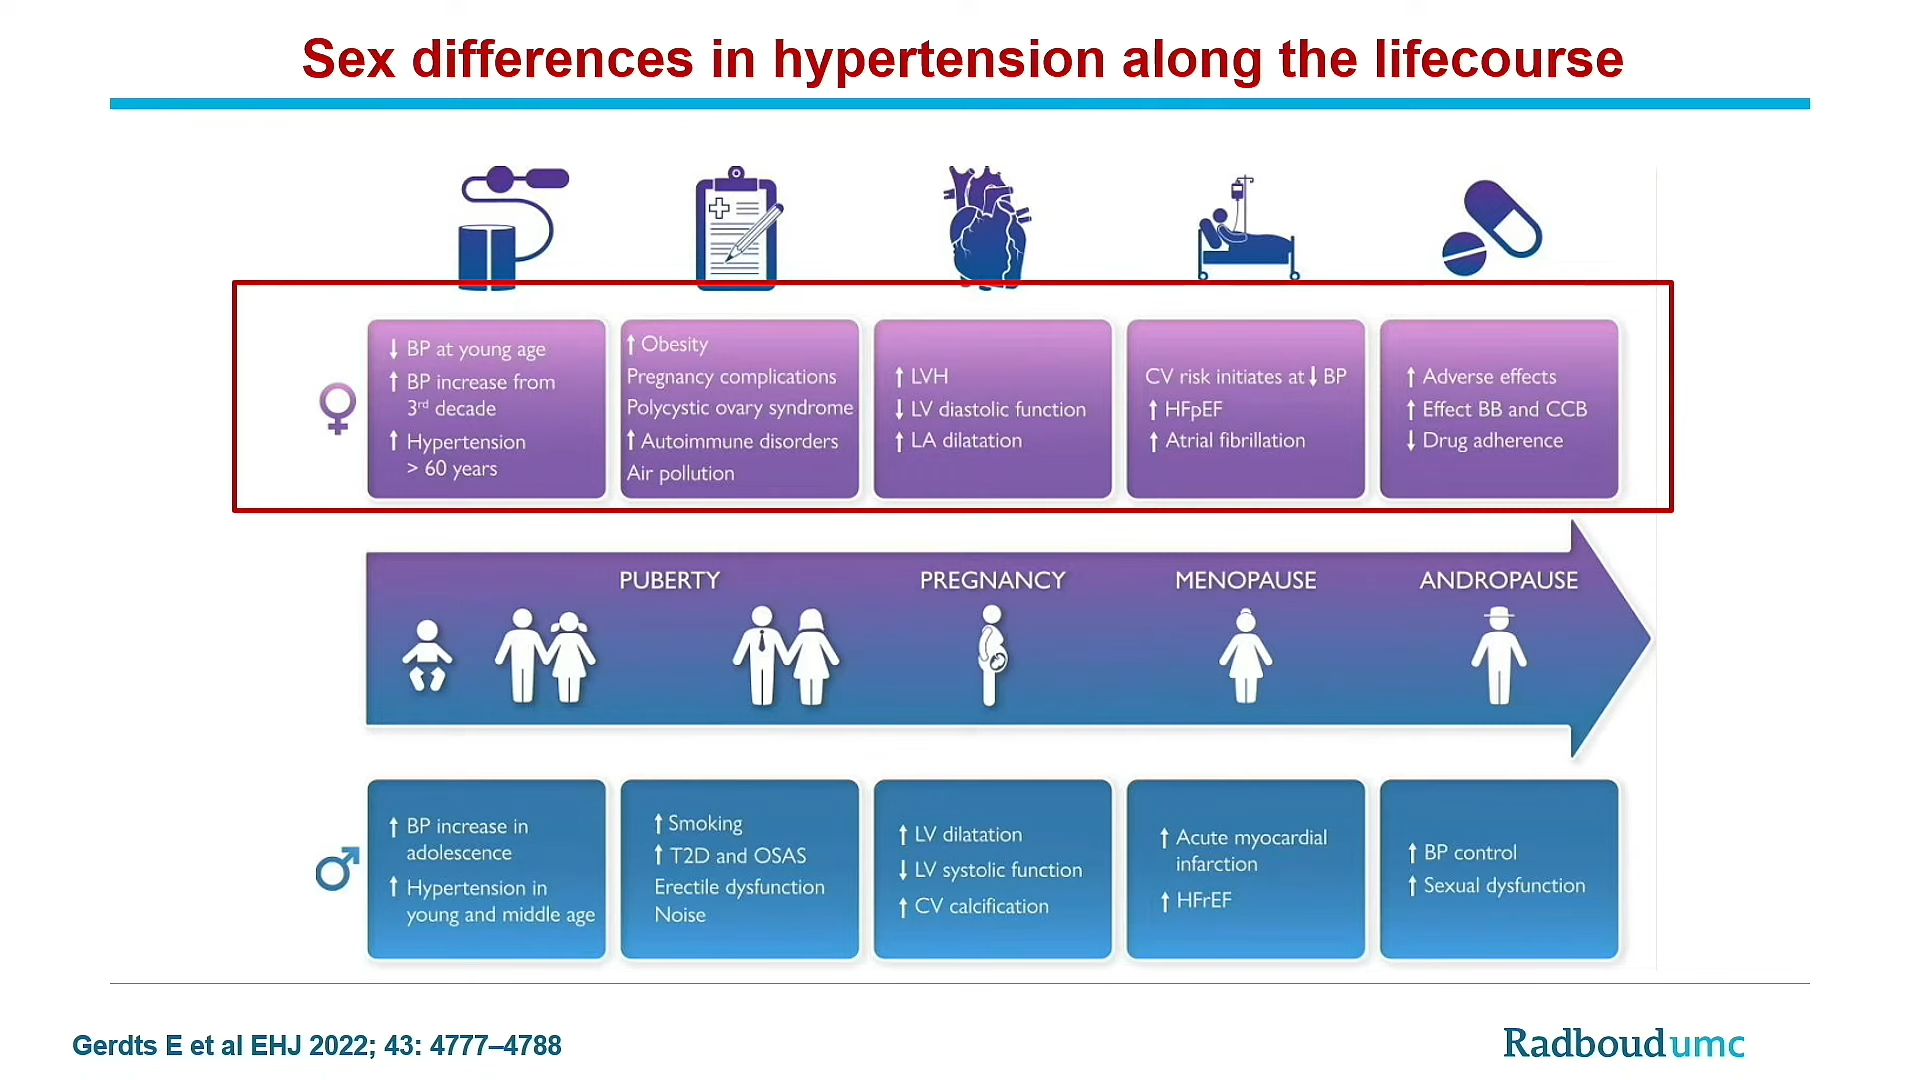 Sex differences in hypertension along the lifecourse
↓ BP at young age
↑ BP increase from
3rd decade
↑ Hypertension
> 60 years
↑ Obesity
Pregnancy complications
Polycystic ovary syndrome
↑ Autoimmune disorders
Air pollution
↑ LVH
↓ LV diastolic function
↑ LA dilatation
CV risk initiates at ↓ BP
↑ HFpEF
↑ Atrial fibrillation
↑ Adverse effects
↑ Effect BB and CCB
↓ Drug adherence
PUBERTY
PREGNANCY
MENOPAUSE
ANDROPAUSE
↑ BP increase in
adolescence
↑ Hypertension in
young and middle age
↑ Smoking
↑ T2D and OSAS
Erectile dysfunction
Noise
↑ LV dilatation
↓ LV systolic function
↑ CV calcification
↑ Acute myocardial
infarction
↑ HFrEF
↑ BP control
↑ Sexual dysfunction
Gerdts E et al EHJ 2022; 43: 4777–4788
Radboudumc